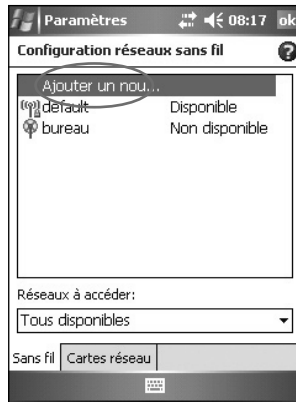 Paramètres 08:17 ok
Configuration réseaux sans fil
Ajouter un nou...
default Disponible
bureau Non disponible
Réseaux à accéder:
Tous disponibles
Sans fil Cartes réseau